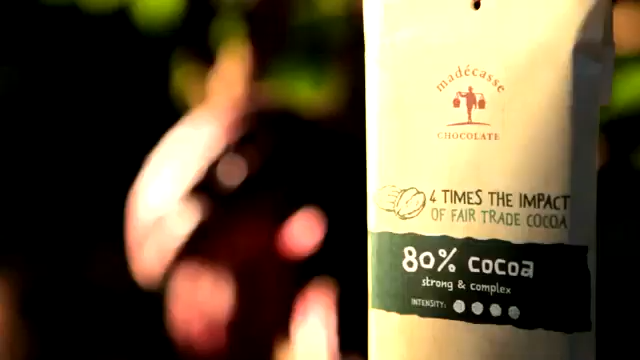 madécasse
CHOCOLATE
4 TIMES THE IMPACT
OF FAIR TRADE COCOA
80% cocoa
strong & complex
INTENSITY: